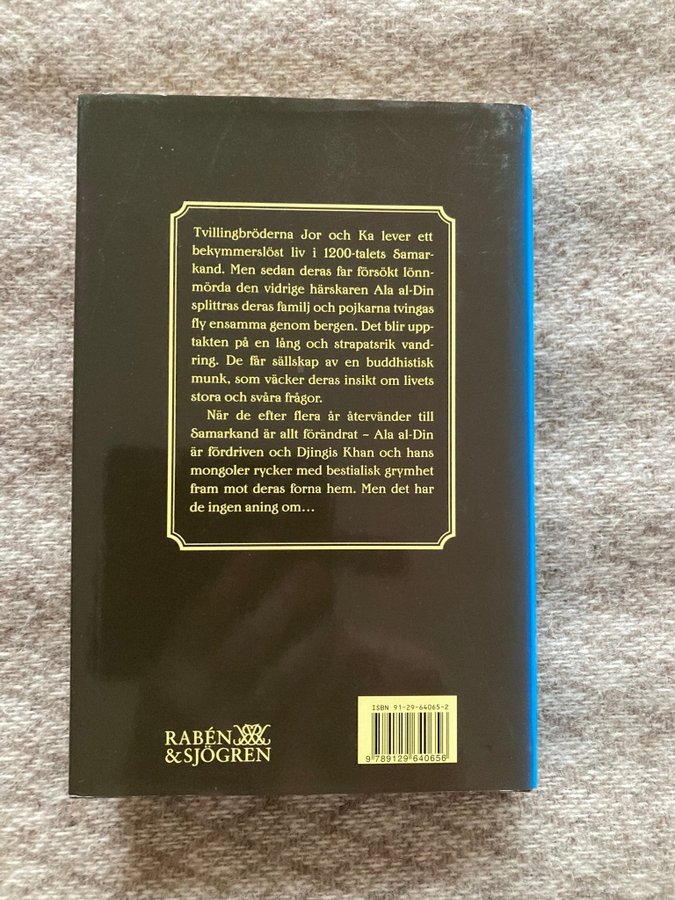 Tvillingbröderna Jor och Ka lever ett
bekymmerslöst liv i 1200-talets Samar-
kand. Men sedan deras far försökt lönn-
mörda den vidrige härskaren Ala al-Din
splittras deras familj och pojkarna tvingas
fly ensamma genom bergen. Det blir upp-
takten på en lång och strapatsrik vand-
ring. De får sällskap av en buddhistisk
munk, som väcker deras insikt om livets
stora och svåra frågor.
När de efter flera år återvänder till
Samarkand är allt förändrat – Ala al-Din
är fördriven och Djingis Khan och hans
mongoler rycker med bestialisk grymhet
fram mot deras forna hem. Men det har
de ingen aning om…
ISBN 91-29-64065-2
9 789129 640656
RABÉN
&SJÖGREN